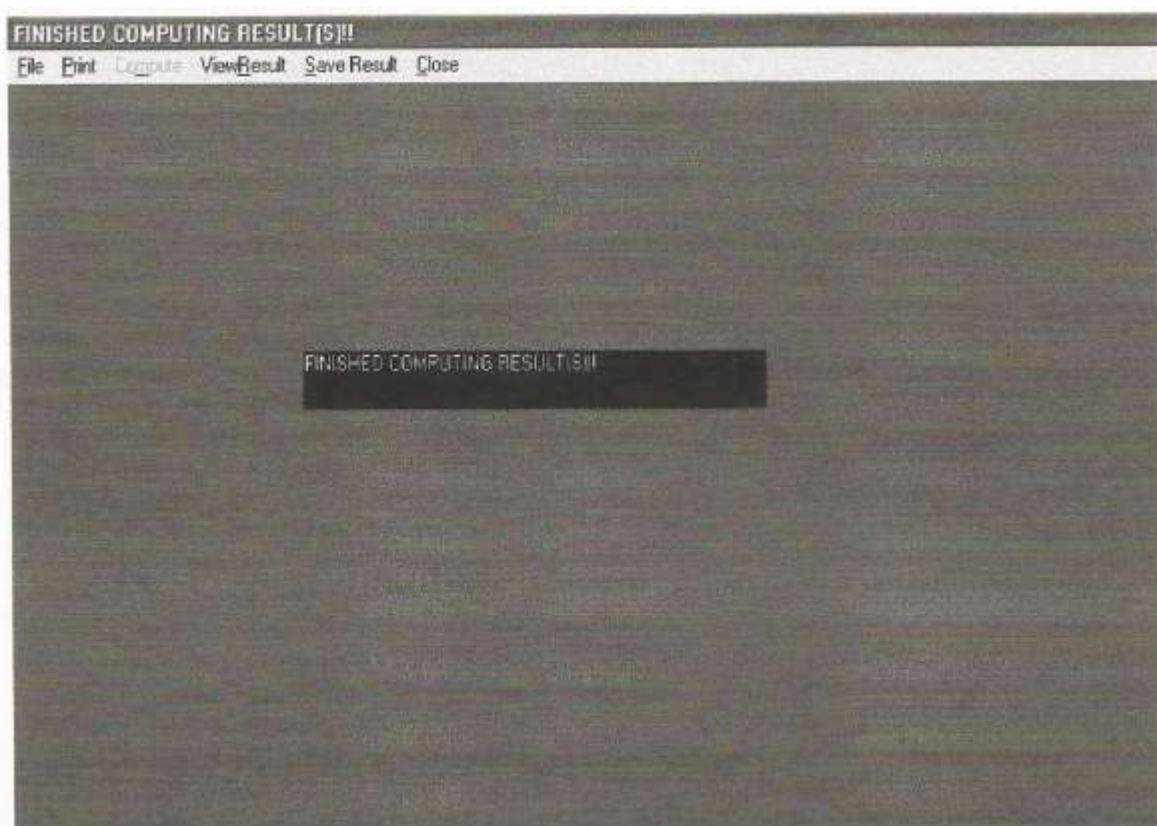 FINISHED COMPUTING RESULT(S)!!
File Print Compute ViewResult Save Result Close
FINISHED COMPUTING RESULT(S)!!